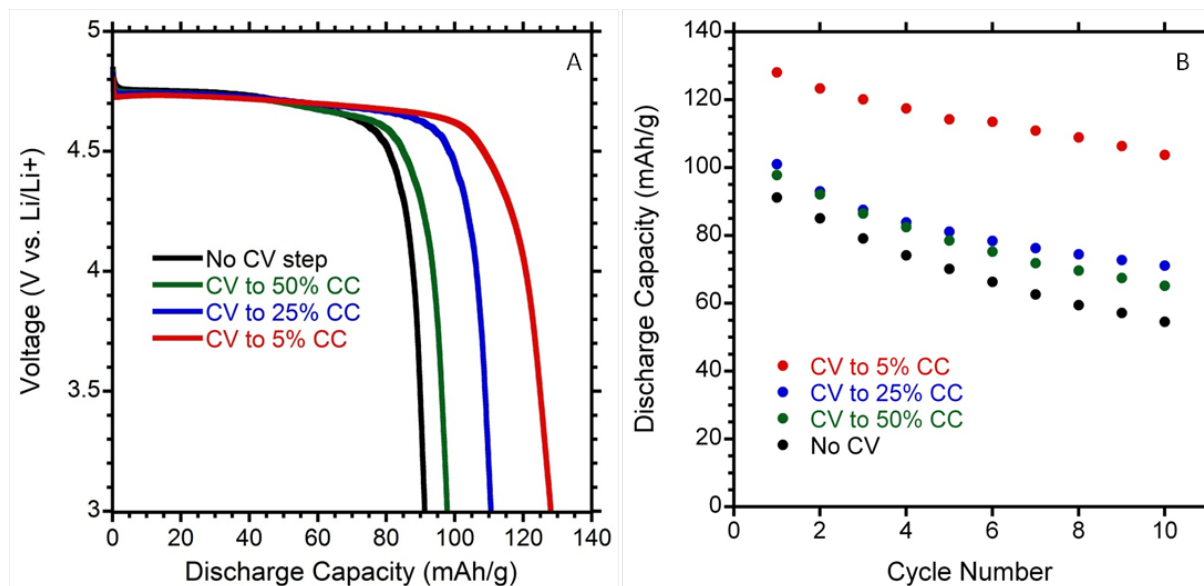 A
5
4.5
4
3.5
3
Voltage (V vs. Li/Li+)
No CV step
CV to 50% CC
CV to 25% CC
CV to 5% CC
0 20 40 60 80 100 120 140
Discharge Capacity (mAh/g)
B
140
120
100
80
60
40
20
0
Discharge Capacity (mAh/g)
CV to 5% CC
CV to 25% CC
CV to 50% CC
No CV
0 2 4 6 8 10
Cycle Number